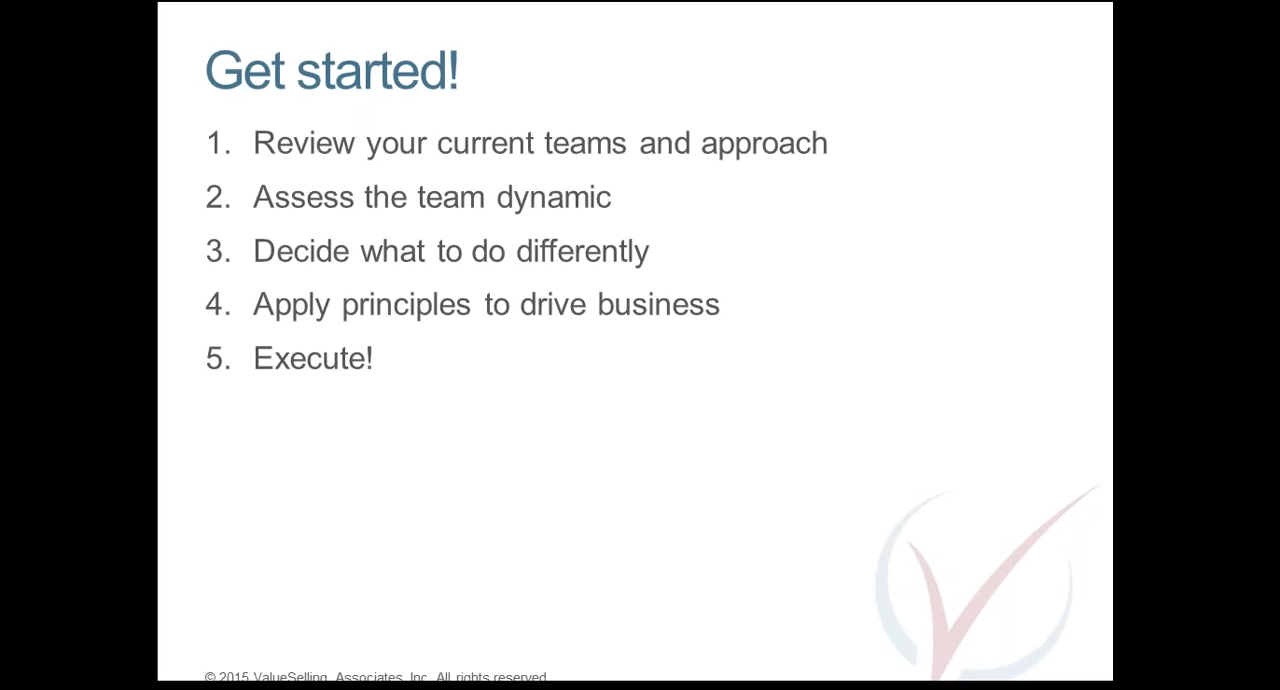 Get started!
1. Review your current teams and approach
2. Assess the team dynamic
3. Decide what to do differently
4. Apply principles to drive business
5. Execute!
© 2015 ValueSelling Associates, Inc. All rights reserved